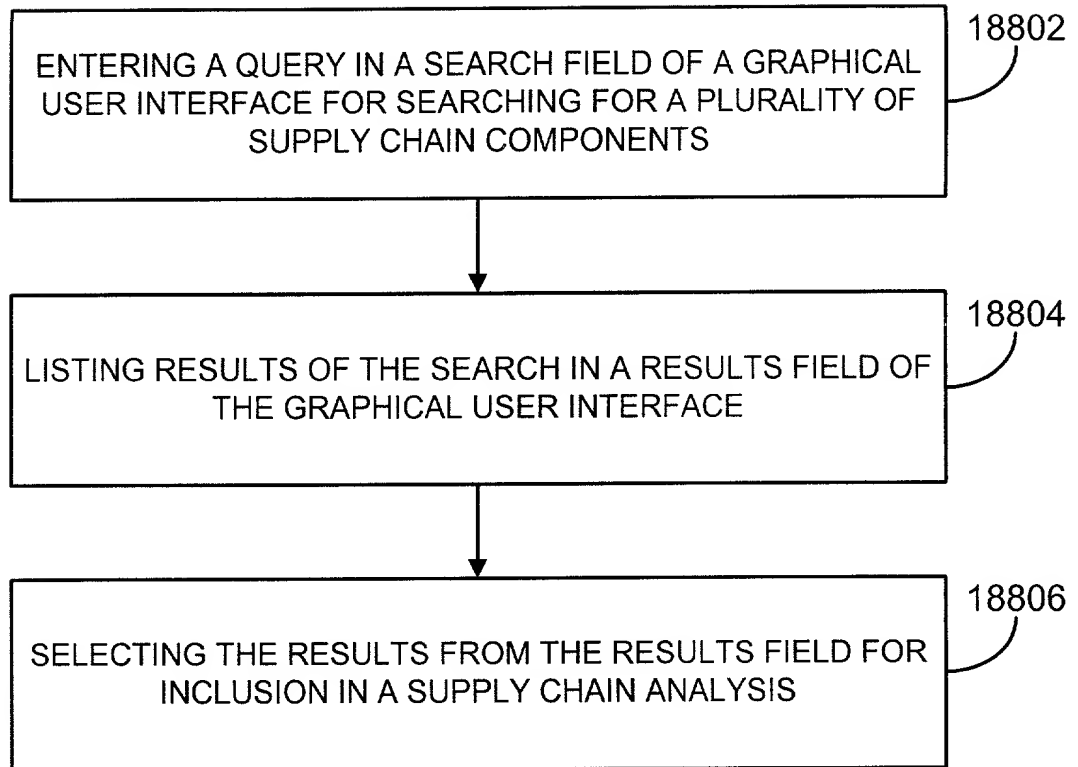 18802
ENTERING A QUERY IN A SEARCH FIELD OF A GRAPHICAL
USER INTERFACE FOR SEARCHING FOR A PLURALITY OF
SUPPLY CHAIN COMPONENTS
18804
LISTING RESULTS OF THE SEARCH IN A RESULTS FIELD OF
THE GRAPHICAL USER INTERFACE
18806
SELECTING THE RESULTS FROM THE RESULTS FIELD FOR
INCLUSION IN A SUPPLY CHAIN ANALYSIS